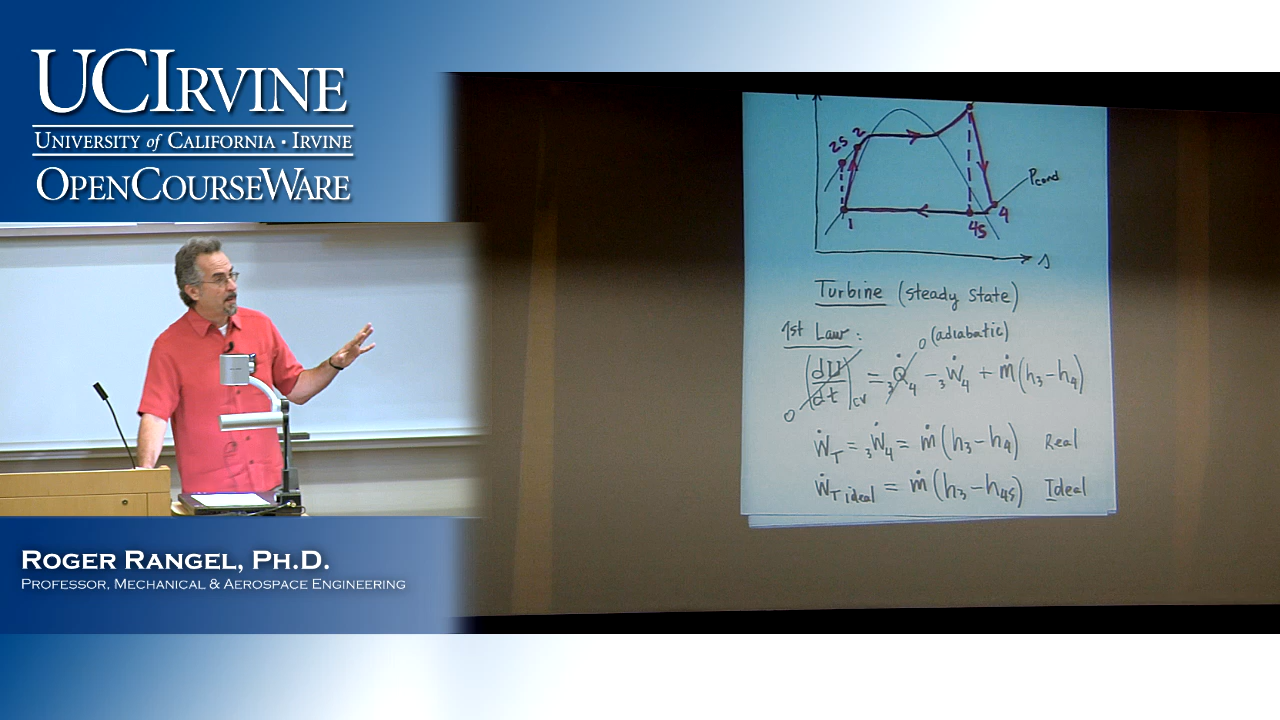 UCIRVINE
UNIVERSITY of CALIFORNIA · IRVINE
OPENCOURSEWARE
ROGER RANGEL, PH.D.
PROFESSOR, MECHANICAL & AEROSPACE ENGINEERING
2s 2
Pcond
1 4s 4
s
Turbine (steady state)
1st Law: 0 (adiabatic)
(dU/dt)cv = ₃Q̇₄ - ₃Ẇ₄ + ṁ(h₃-h₄)
0
ẆT = ₃Ẇ₄ = ṁ(h₃-h₄) Real
ẆT ideal = ṁ(h₃-h₄s) Ideal